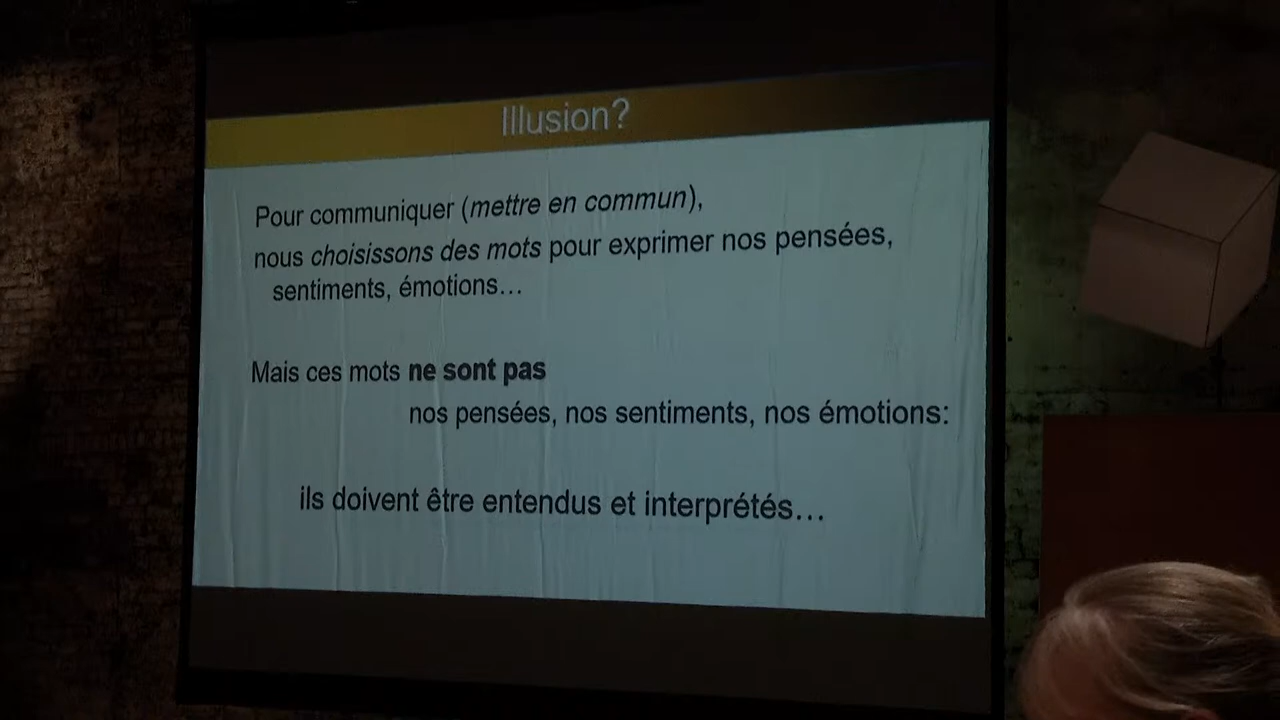 Illusion?
Pour communiquer (mettre en commun),
nous choisissons des mots pour exprimer nos pensées,
sentiments, émotions…
Mais ces mots ne sont pas
nos pensées, nos sentiments, nos émotions:
ils doivent être entendus et interprétés…